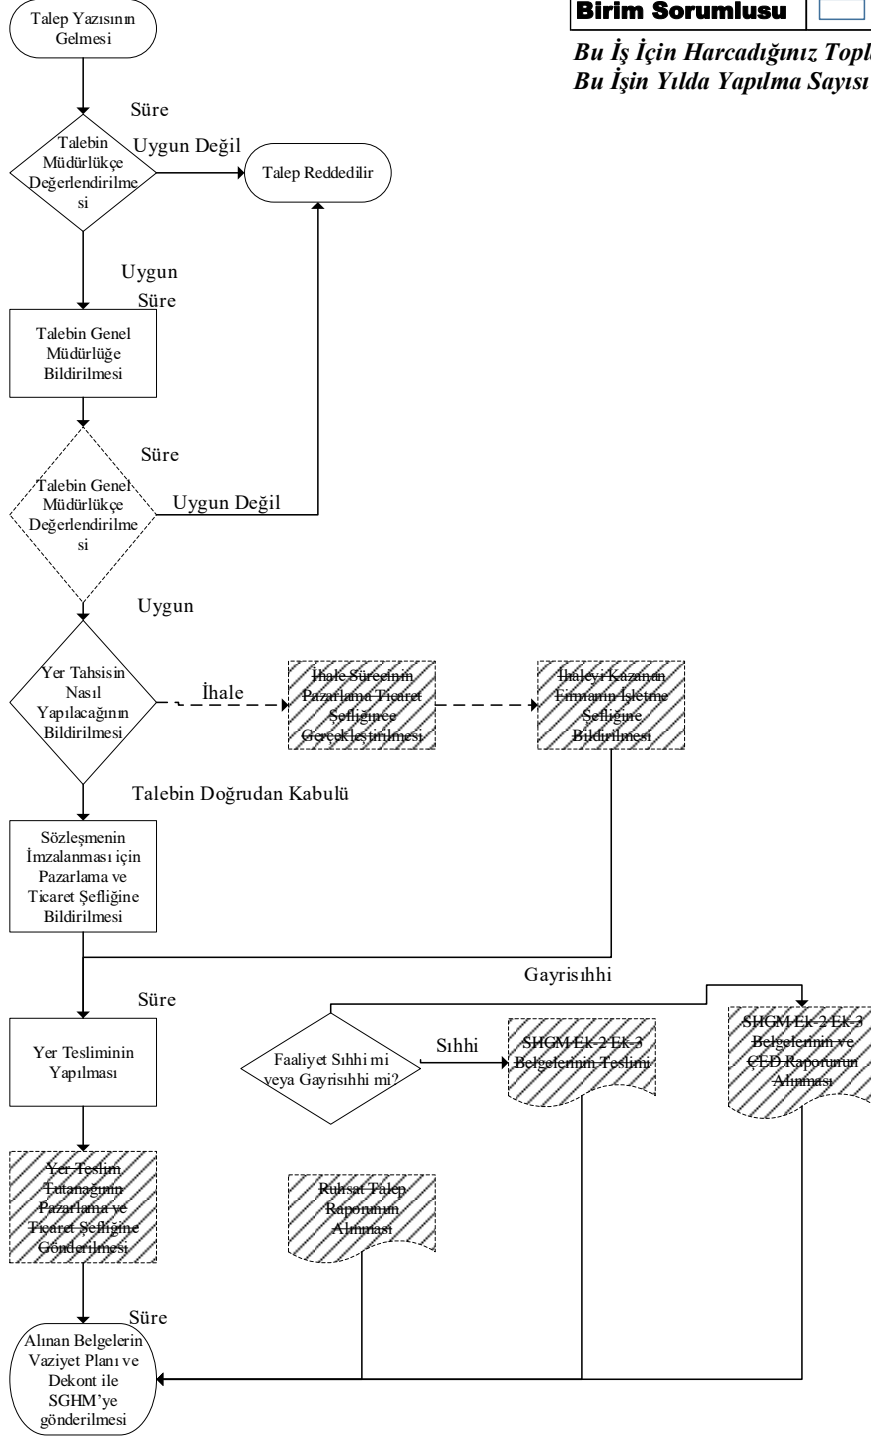 Talep Yazısının
Gelmesi
Birim Sorumlusu
Bu İş İçin Harcadığınız
Bu İşin Yılda Yapılma Sayısı
Süre
Talebin
Müdürlükçe
Değerlendirilme
si
Uygun Değil
Talep Reddedilir
Uygun
Süre
Talebin Genel
Müdürlüğe
Bildirilmesi
Süre
Talebin Genel
Müdürlükçe
Değerlendirilme
si
Uygun Değil
Uygun
Yer Tahsisin
Nasıl
Yapılacağının
Bildirilmesi
İhale
İhale Sürecinin
Pazarlama Ticaret
Şefliğince
Gerçekleştirilmesi
İhaleyi Kazanan
Firmanın İşletme
Şefliğine
Bildirilmesi
Talebin Doğrudan Kabulü
Sözleşmenin
İmzalanması için
Pazarlama ve
Ticaret Şefliğine
Bildirilmesi
Gayrisıhhi
Süre
Yer Tesliminin
Yapılması
Faaliyet Sıhhi mi
veya Gayrisıhhi mi?
Sıhhi
SHGM Ek-2 Ek-3
Belgelerinin Teslimi
SHGM Ek-2 Ek-3
Belgelerinin ve
ÇED Raporunun
Alınması
Yer Teslim
Tutanağının
Pazarlama ve
Ticaret Şefliğine
Gönderilmesi
Ruhsat Talep
Raporunun
Alınması
Süre
Alınan Belgelerin
Vaziyet Planı ve
Dekont ile
SGHM’ye
gönderilmesi